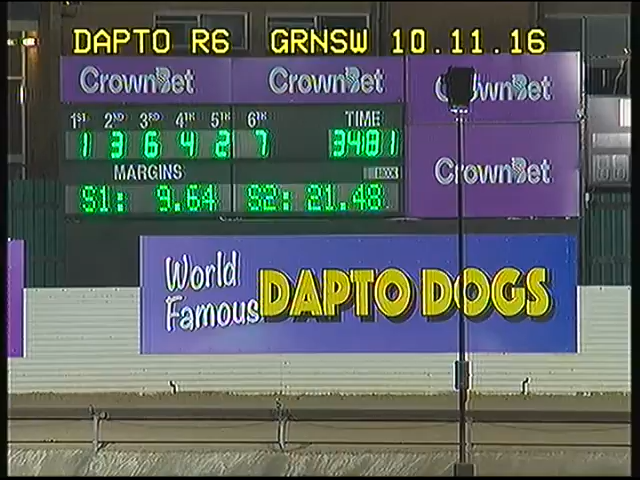 DAPTO R6 GRNSW 10.11.16
CrownBet CrownBet CrownBet
1ST 2ND 3RD 4TH 5TH 6TH TIME
1 3 6 4 2 7 3481
MARGINS
S1: 9.64 S2: 21.48
CrownBet
World Famous DAPTO DOGS